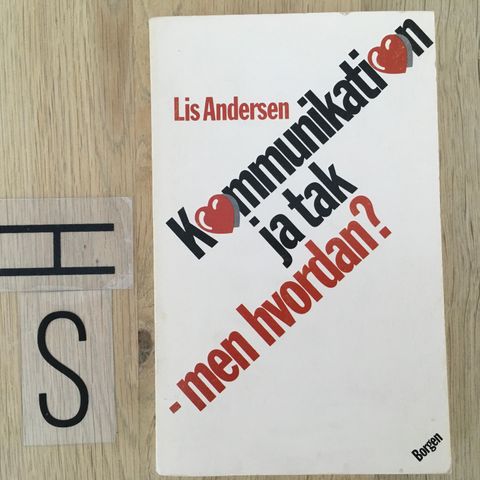 Lis Andersen
Kommunikation
ja tak
- men hvordan?
Borgen
H
S